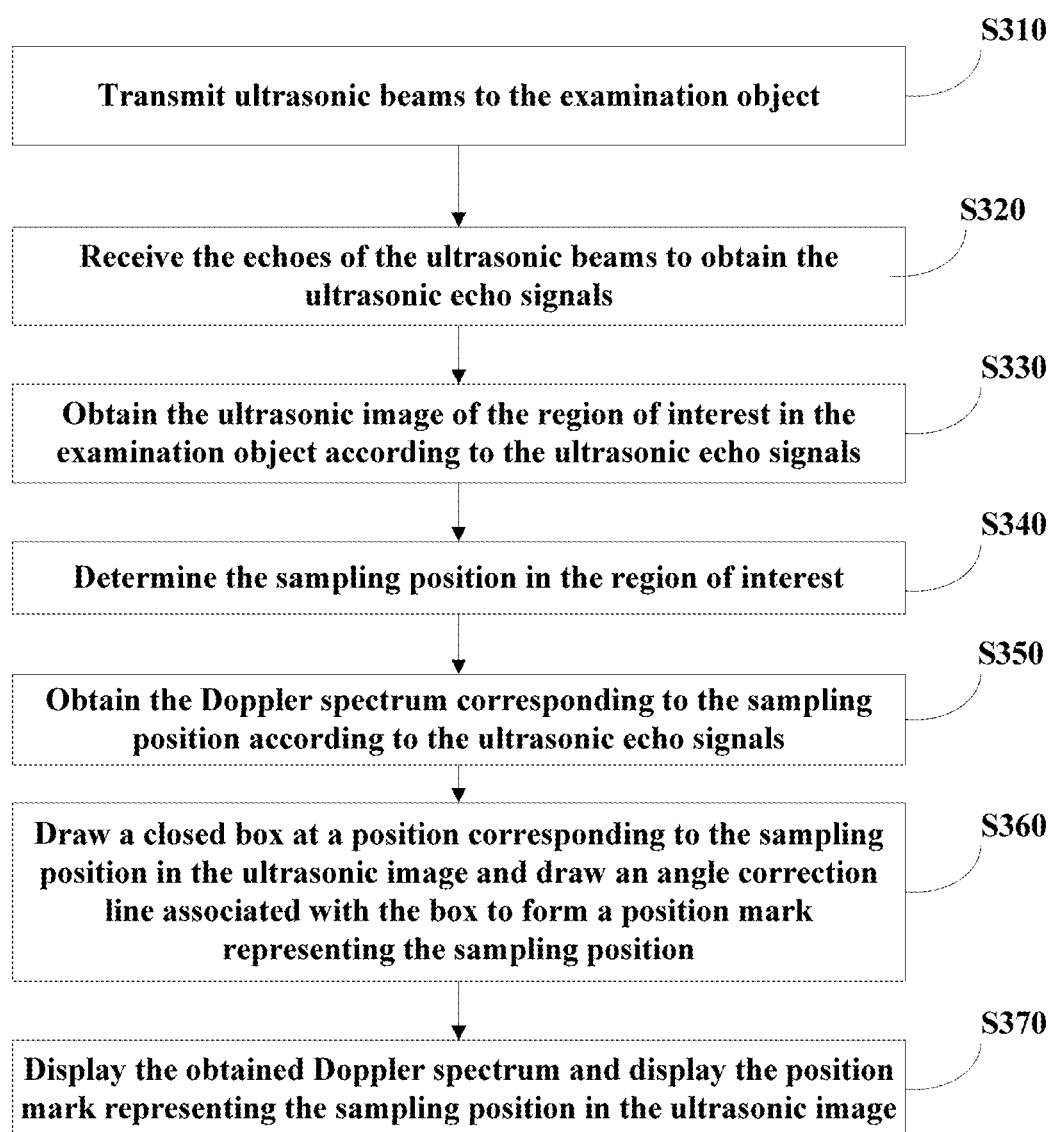 S310
Transmit ultrasonic beams to the examination object
S320
Receive the echoes of the ultrasonic beams to obtain the
ultrasonic echo signals
S330
Obtain the ultrasonic image of the region of interest in the
examination object according to the ultrasonic echo signals
S340
Determine the sampling position in the region of interest
S350
Obtain the Doppler spectrum corresponding to the sampling
position according to the ultrasonic echo signals
S360
Draw a closed box at a position corresponding to the sampling
position in the ultrasonic image and draw an angle correction
line associated with the box to form a position mark
representing the sampling position
S370
Display the obtained Doppler spectrum and display the position
mark representing the sampling position in the ultrasonic image